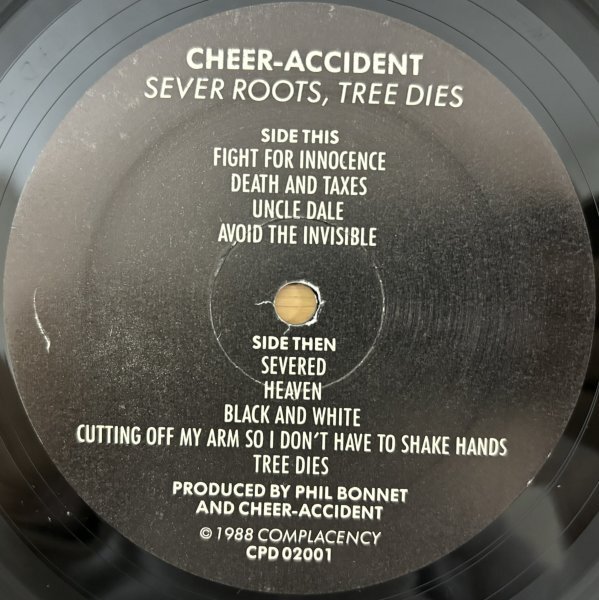 CHEER-ACCIDENT
SEVER ROOTS, TREE DIES
SIDE THIS
FIGHT FOR INNOCENCE
DEATH AND TAXES
UNCLE DALE
AVOID THE INVISIBLE
SIDE THEN
SEVERED
HEAVEN
BLACK AND WHITE
CUTTING OFF MY ARM SO I DON'T HAVE TO SHAKE HANDS
TREE DIES
PRODUCED BY PHIL BONNET
AND CHEER-ACCIDENT
© 1988 COMPLACENCY
CPD 02001